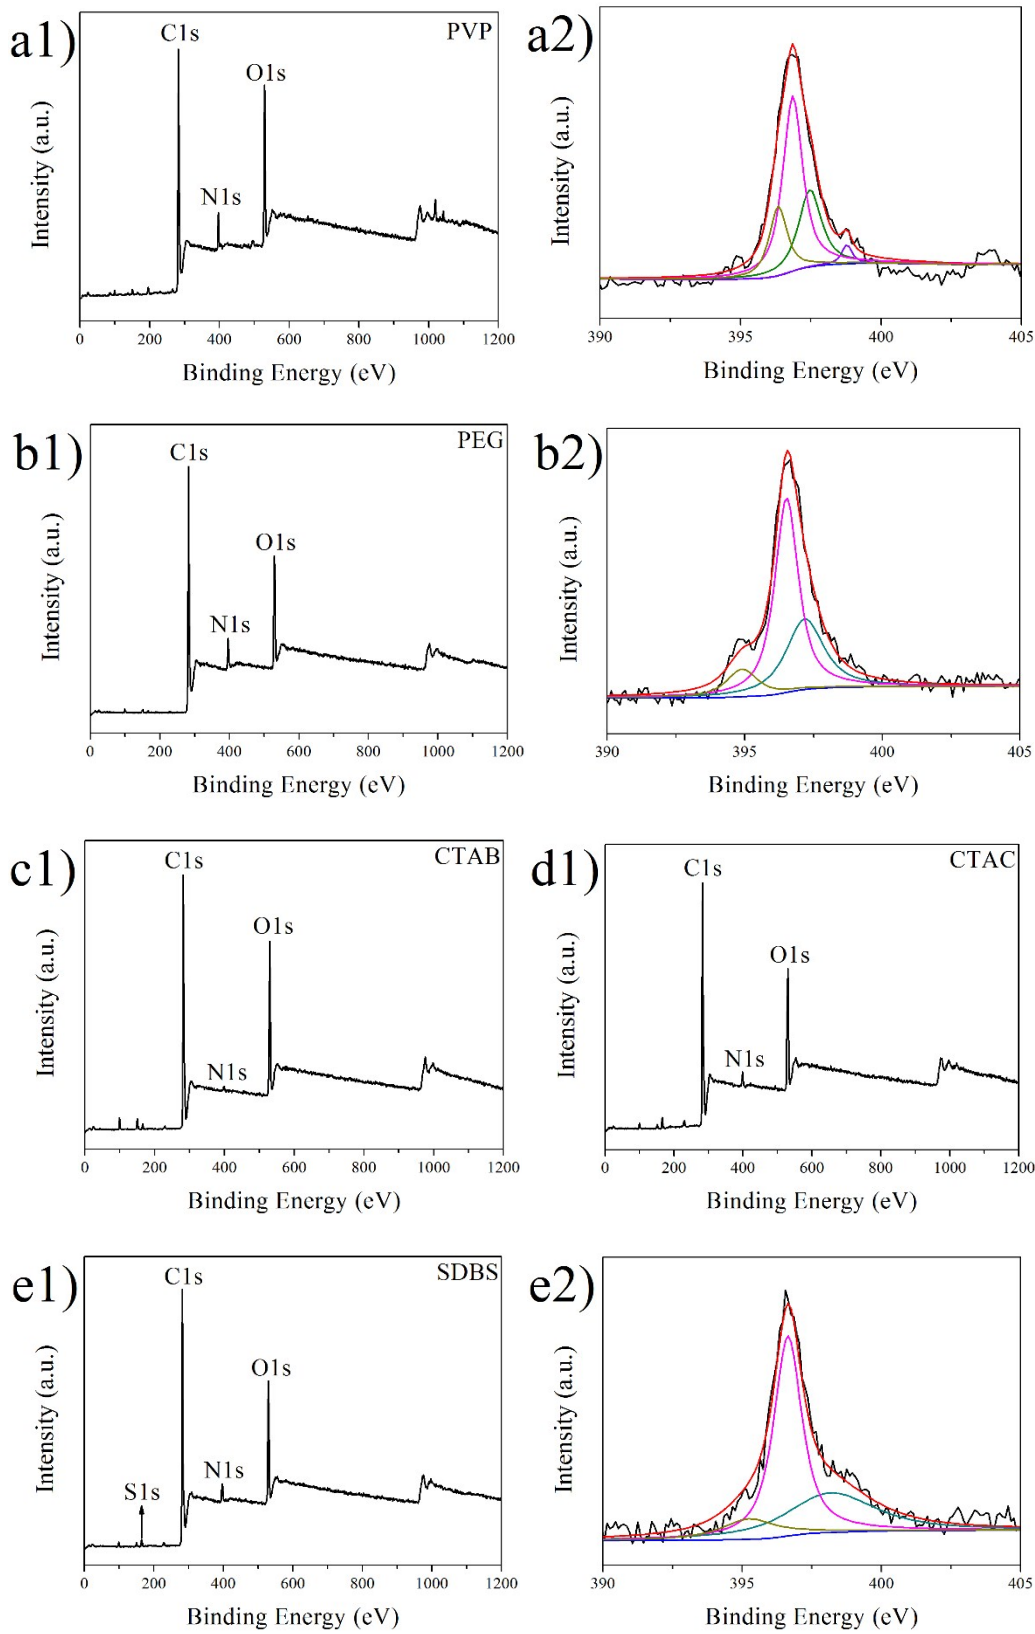 a1)
PVP
C1s
O1s
N1s
Intensity (a.u.)
0 200 400 600 800 1000 1200
Binding Energy (eV)
a2)
Intensity (a.u.)
390 395 400 405
Binding Energy (eV)
b1)
PEG
C1s
O1s
N1s
Intensity (a.u.)
0 200 400 600 800 1000 1200
Binding Energy (eV)
b2)
Intensity (a.u.)
390 395 400 405
Binding Energy (eV)
c1)
CTAB
C1s
O1s
N1s
Intensity (a.u.)
0 200 400 600 800 1000 1200
Binding Energy (eV)
d1)
CTAC
C1s
O1s
N1s
Intensity (a.u.)
0 200 400 600 800 1000 1200
Binding Energy (eV)
e1)
SDBS
C1s
O1s
N1s
S1s
Intensity (a.u.)
0 200 400 600 800 1000 1200
Binding Energy (eV)
e2)
Intensity (a.u.)
390 395 400 405
Binding Energy (eV)